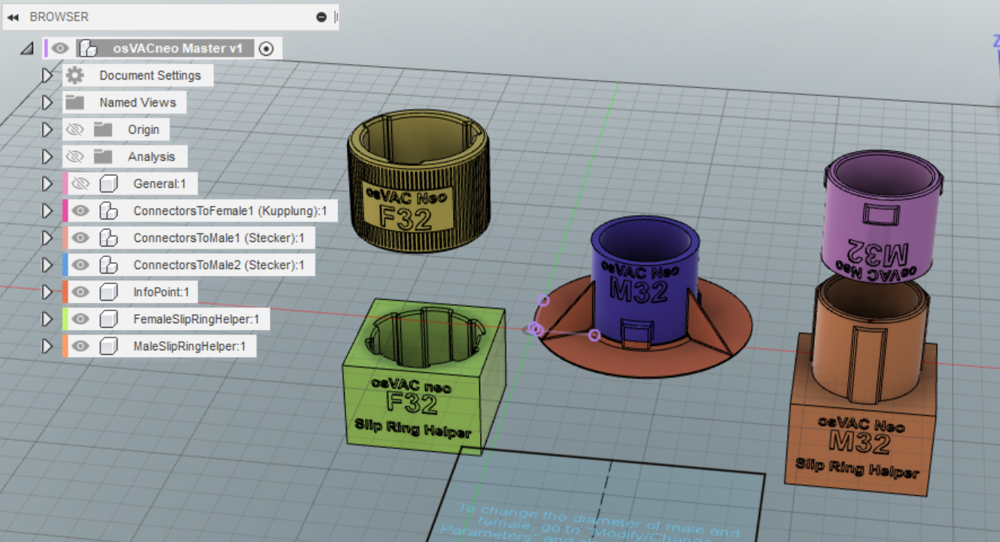 BROWSER
osVACneo Master v1
Document Settings
Named Views
Origin
Analysis
General:1
ConnectorsToFemale1 (Kupplung):1
ConnectorsToMale1 (Stecker):1
ConnectorsToMale2 (Stecker):1
InfoPoint:1
FemaleSlipRingHelper:1
MaleSlipRingHelper:1
osVAC Neo
F32
osVAC Neo
M32
M32
osVAC Neo
osVAC neo
F32
Slip Ring Helper
osVAC Neo
M32
Slip Ring Helper
To change the diameter of male and
female, go to "Modify/Change
Parameters" and
Z